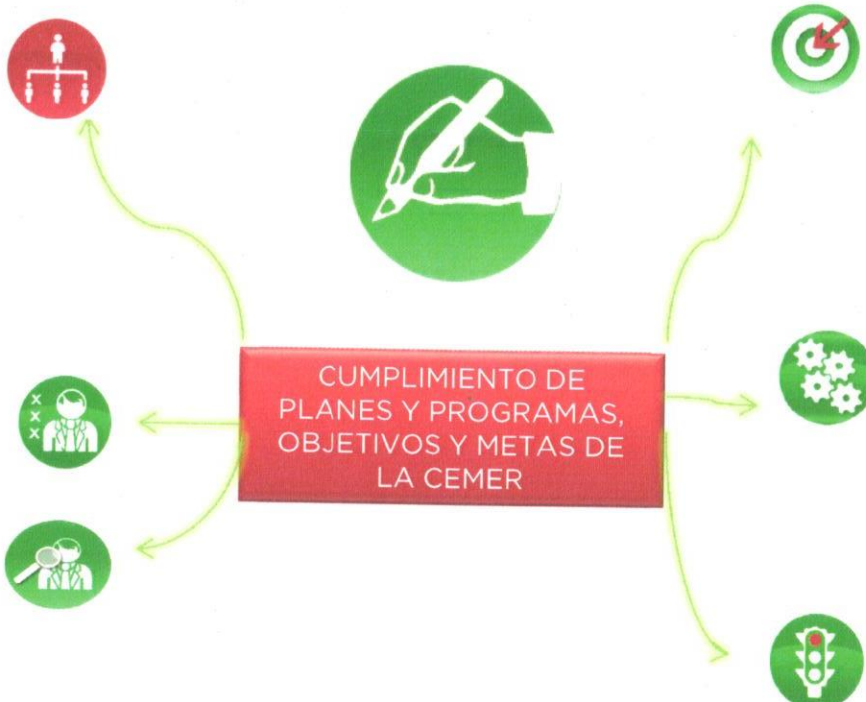 CUMPLIMIENTO DE
PLANES Y PROGRAMAS,
OBJETIVOS Y METAS DE
LA CEMER